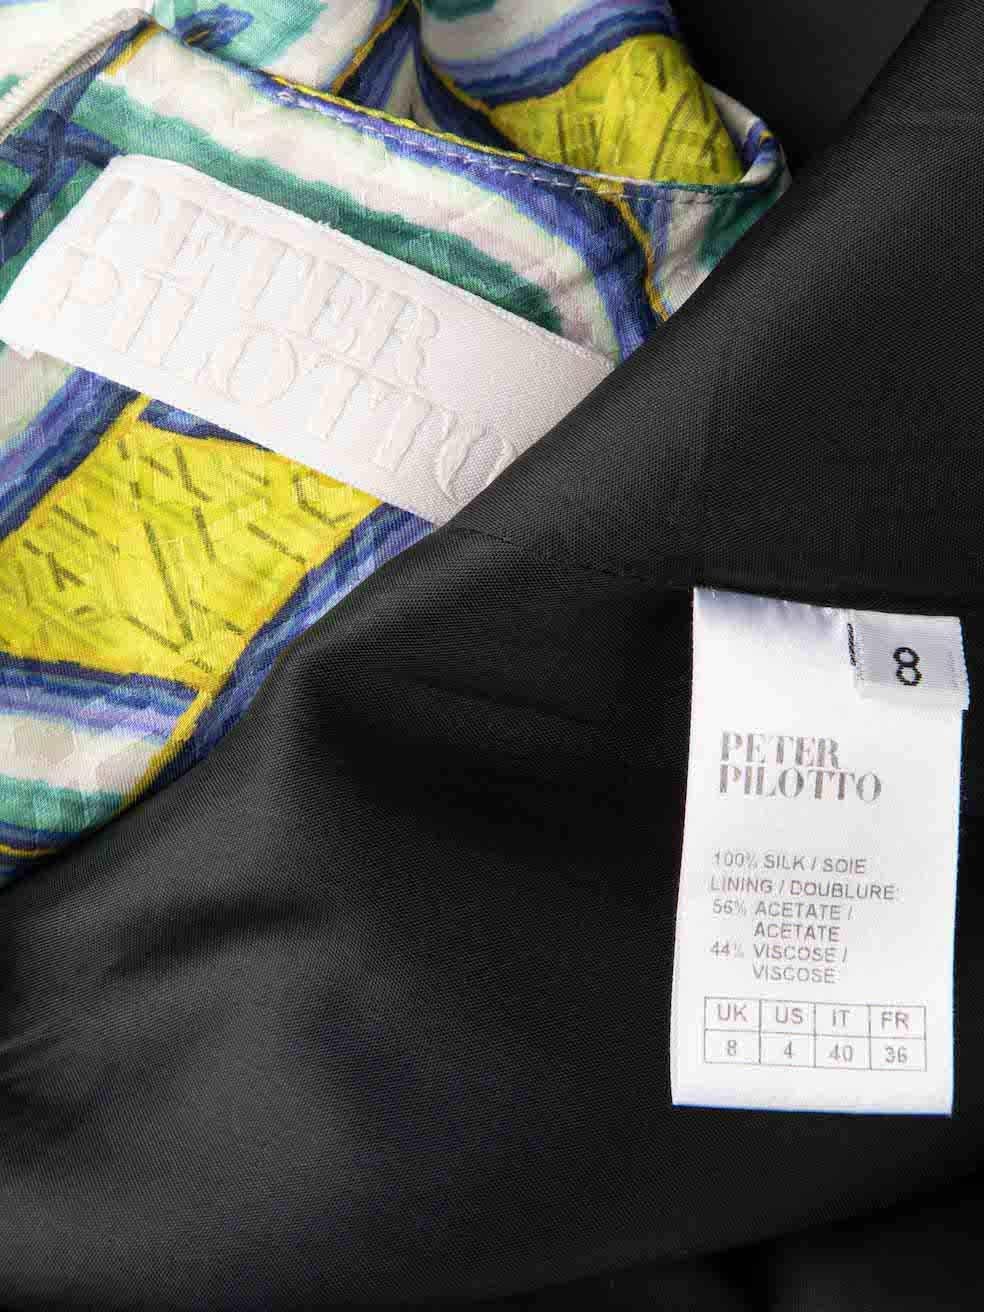 PETER
PILOTTO
8
PETER
PILOTTO
100% SILK / SOIE
LINING / DOUBLURE:
56% ACETATE /
ACETATE
44% VISCOSE /
VISCOSE
UK US IT FR
8 4 40 36